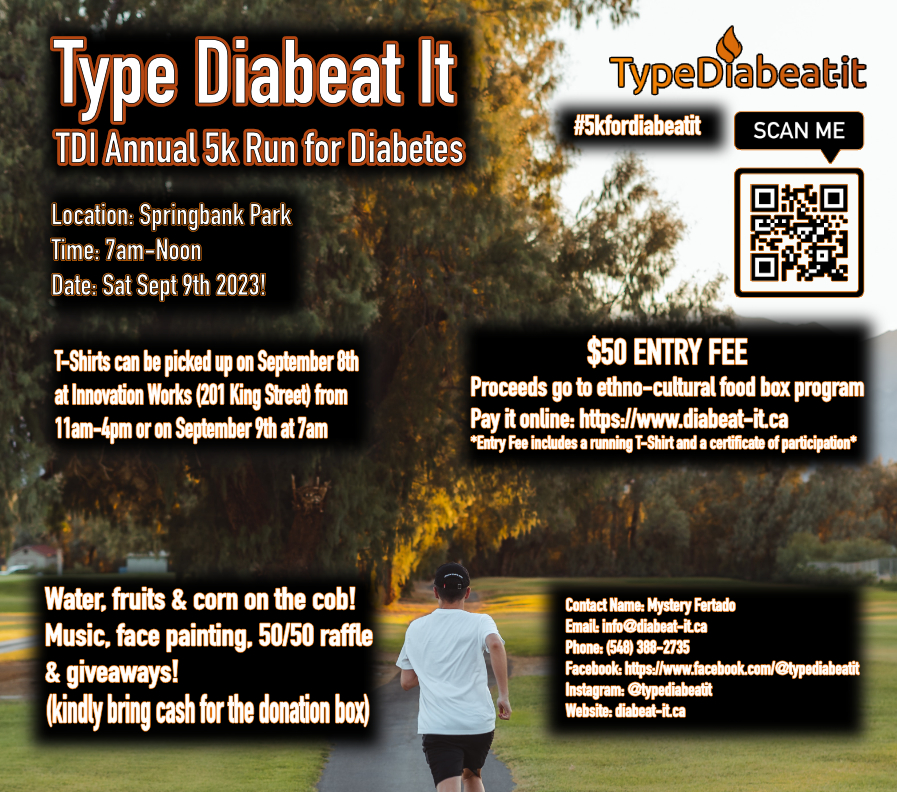 Type Diabeat It
TDI Annual 5k Run for Diabetes
TypeDiabeat-it
#5kfordiabeatit
SCAN ME
Location: Springbank Park
Time: 7am-Noon
Date: Sat Sept 9th 2023!
T-Shirts can be picked up on September 8th
at Innovation Works (201 King Street) from
11am-4pm or on September 9th at 7am
$50 ENTRY FEE
Proceeds go to ethno-cultural food box program
Pay it online: https://www.diabeat-it.ca
*Entry Fee includes a running T-Shirt and a certificate of participation*
Water, fruits & corn on the cob!
Music, face painting, 50/50 raffle
& giveaways!
(kindly bring cash for the donation box)
Contact Name: Mystery Fertado
Email: info@diabeat-it.ca
Phone: (548) 388-2735
Facebook: https://www.facebook.com/@typediabeatit
Instagram: @typediabeatit
Website: diabeat-it.ca